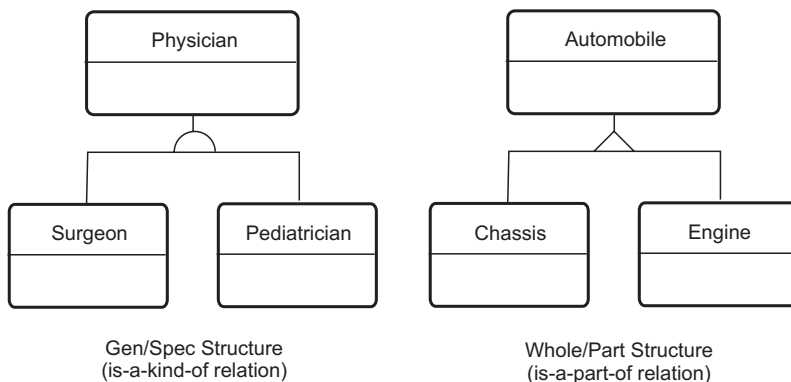 Physician
Automobile
Surgeon
Pediatrician
Chassis
Engine
Gen/Spec Structure
(is-a-kind-of relation)
Whole/Part Structure
(is-a-part-of relation)